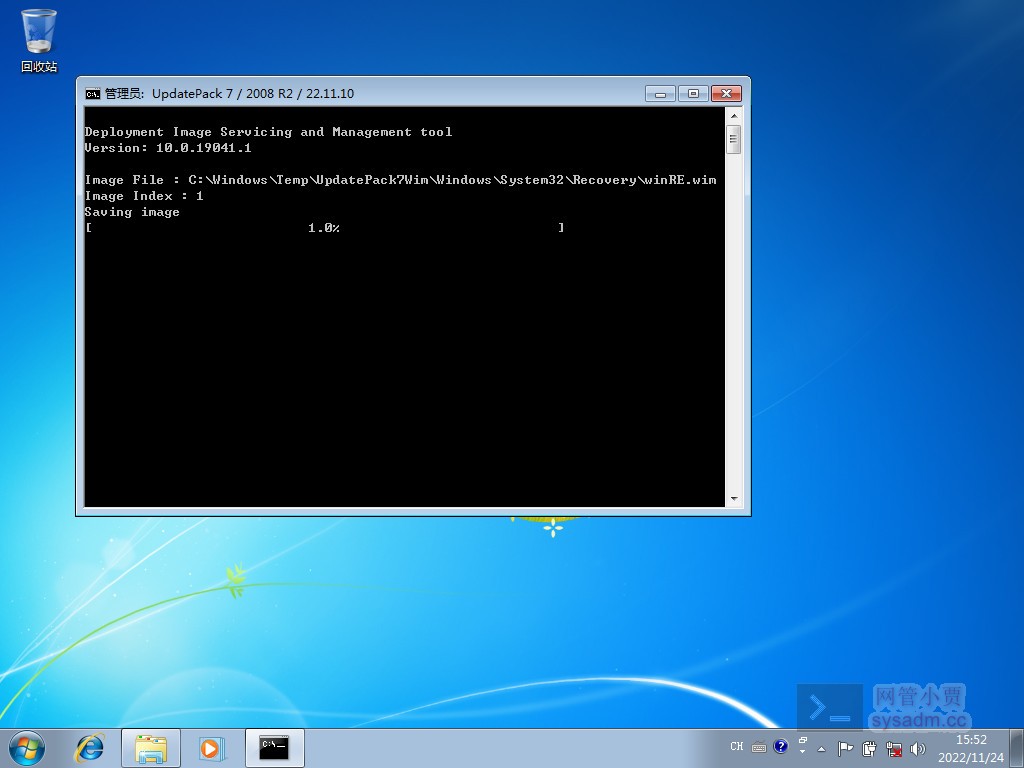 回收站
管理员: UpdatePack 7 / 2008 R2 / 22.11.10
Deployment Image Servicing and Management tool
Version: 10.0.19041.1
Image File : C:\Windows\Temp\UpdatePack7Wim\Windows\System32\Recovery\winRE.wim
Image Index : 1
Saving image
[ 1.0% ]
网管小贾
sysadm.cc
CH
15:52
2022/11/24